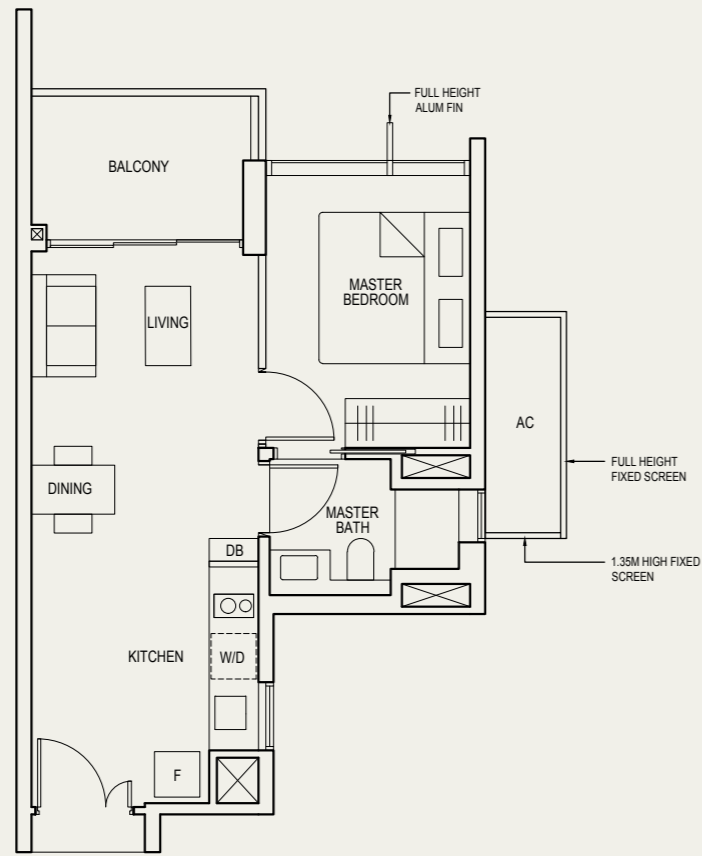 FULL HEIGHT
ALUM FIN
BALCONY
MASTER
BEDROOM
LIVING
AC
FULL HEIGHT
FIXED SCREEN
DINING
MASTER
BATH
DB
1.35M HIGH FIXED
SCREEN
KITCHEN
W/D
F